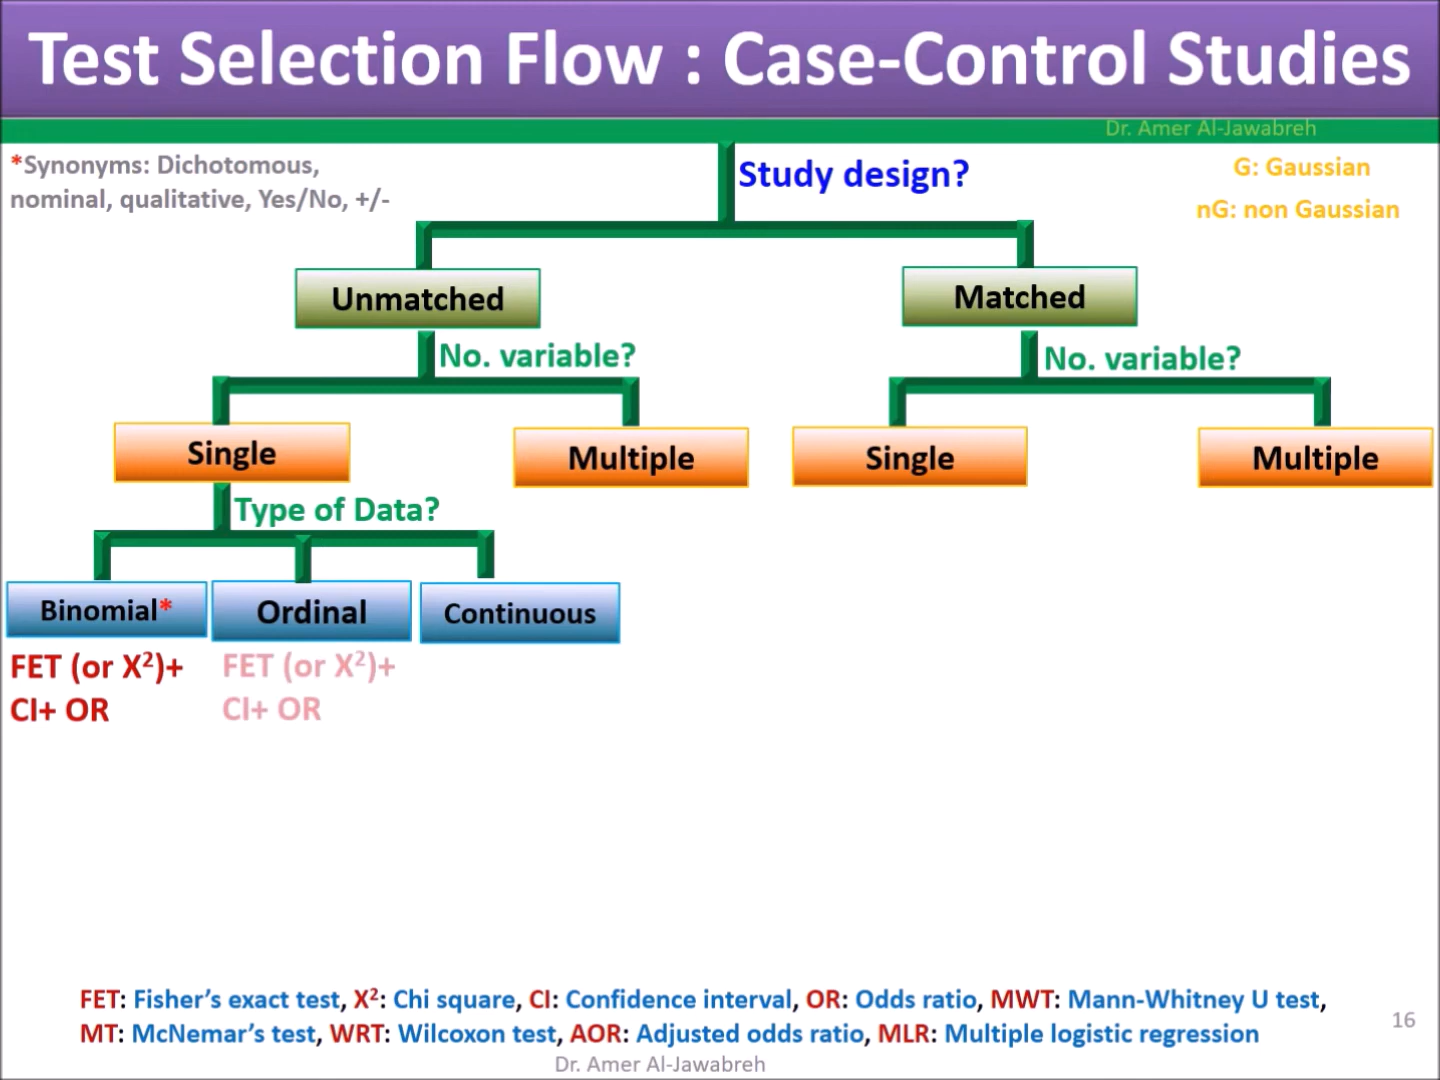 Test Selection Flow : Case-Control Studies
Dr. Amer Al-Jawabreh
*Synonyms: Dichotomous,
nominal, qualitative, Yes/No, +/-
Study design?
G: Gaussian
nG: non Gaussian
Unmatched
Matched
No. variable?
No. variable?
Single
Multiple
Single
Multiple
Type of Data?
Binomial*
Ordinal
Continuous
FET (or X²)+
CI+ OR
FET (or X²)+
CI+ OR
FET: Fisher’s exact test, X²: Chi square, CI: Confidence interval, OR: Odds ratio, MWT: Mann-Whitney U test,
MT: McNemar’s test, WRT: Wilcoxon test, AOR: Adjusted odds ratio, MLR: Multiple logistic regression
16
Dr. Amer Al-Jawabreh